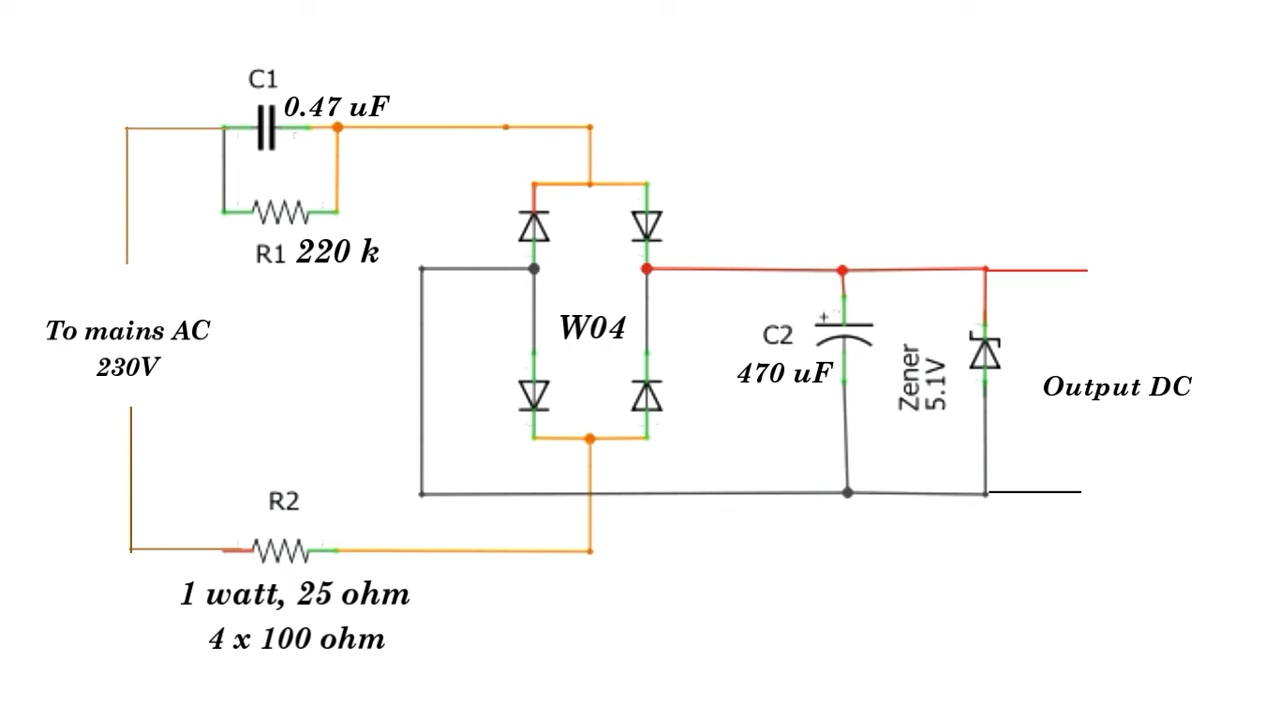 C1
0.47 uF
R1 220 k
To mains AC
230V
W04
C2
470 uF
Zener
5.1V
Output DC
R2
1 watt, 25 ohm
4 x 100 ohm
+